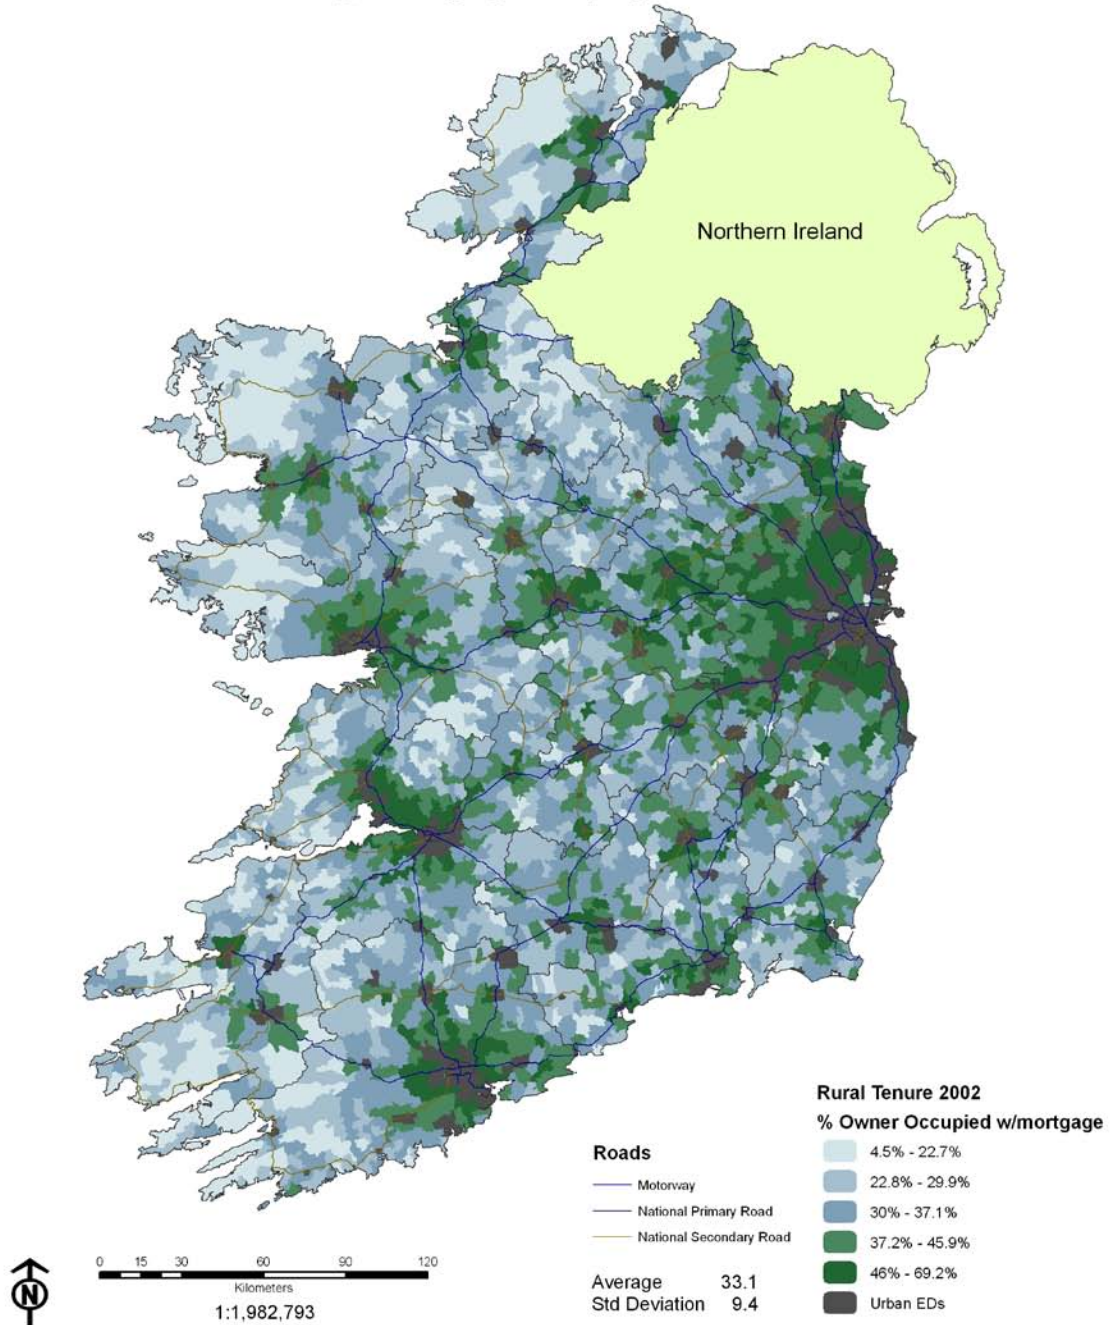 Northern Ireland
Rural Tenure 2002
% Owner Occupied w/mortgage
4.5% - 22.7%
22.8% - 29.9%
30% - 37.1%
37.2% - 45.9%
46% - 69.2%
Urban EDs
Roads
Motorway
National Primary Road
National Secondary Road
Average 33.1
Std Deviation 9.4
0 15 30 60 90 120
Kilometers
1:1,982,793
N